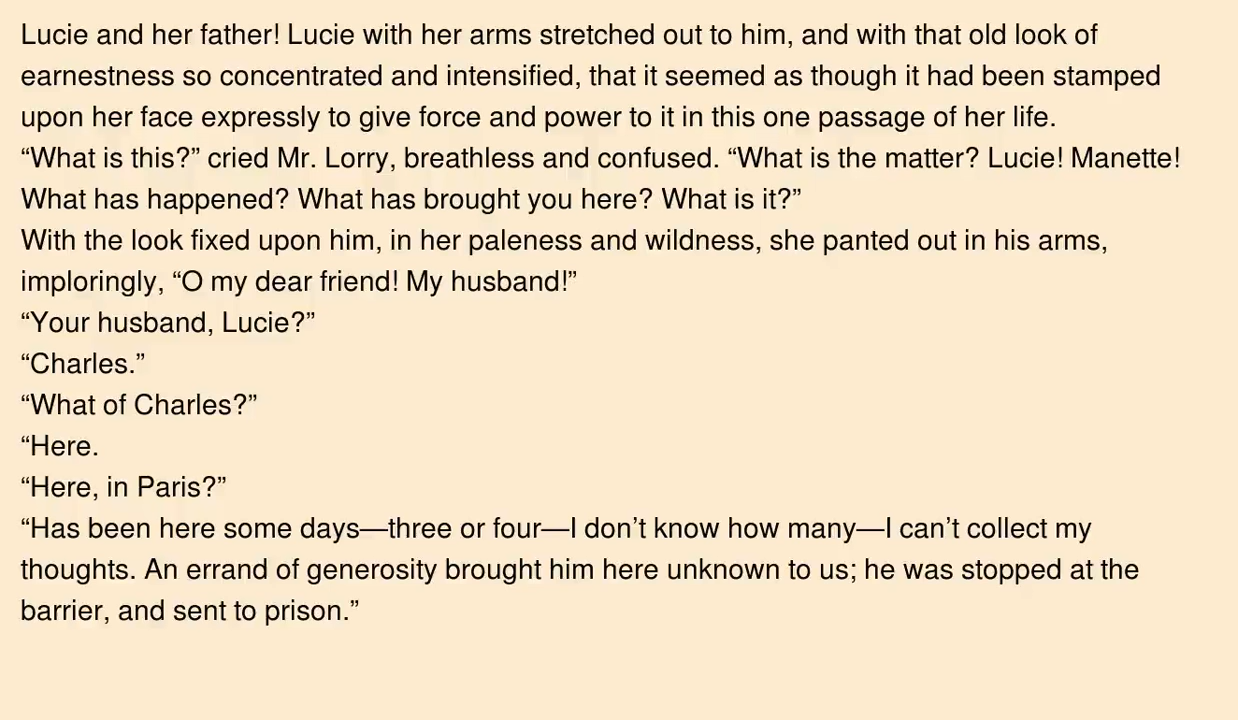 Lucie and her father! Lucie with her arms stretched out to him, and with that old look of
earnestness so concentrated and intensified, that it seemed as though it had been stamped
upon her face expressly to give force and power to it in this one passage of her life.
“What is this?” cried Mr. Lorry, breathless and confused. “What is the matter? Lucie! Manette!
What has happened? What has brought you here? What is it?”
With the look fixed upon him, in her paleness and wildness, she panted out in his arms,
imploringly, “O my dear friend! My husband!”
“Your husband, Lucie?”
“Charles.”
“What of Charles?”
“Here.
“Here, in Paris?”
“Has been here some days—three or four—I don’t know how many—I can’t collect my
thoughts. An errand of generosity brought him here unknown to us; he was stopped at the
barrier, and sent to prison.”